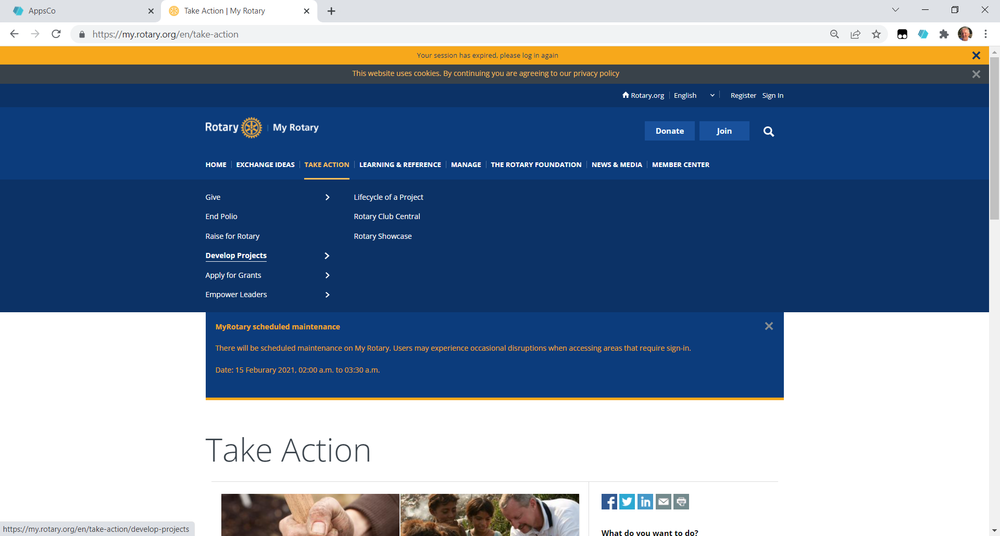 AppsCo
Take Action | My Rotary
https://my.rotary.org/en/take-action
Your session has expired, please log in again
This website uses cookies. By continuing you are agreeing to our privacy policy
Rotary.org English Register Sign In
Rotary My Rotary
Donate Join
HOME EXCHANGE IDEAS TAKE ACTION LEARNING & REFERENCE MANAGE THE ROTARY FOUNDATION NEWS & MEDIA MEMBER CENTER
Give Lifecycle of a Project
End Polio Rotary Club Central
Raise for Rotary Rotary Showcase
Develop Projects
Apply for Grants
Empower Leaders
MyRotary scheduled maintenance
There will be scheduled maintenance on My Rotary. Users may experience occasional disruptions when accessing areas that require sign-in.
Date: 15 Feburary 2021, 02:00 a.m. to 03:30 a.m.
Take Action
What do you want to do?
https://my.rotary.org/en/take-action/develop-projects